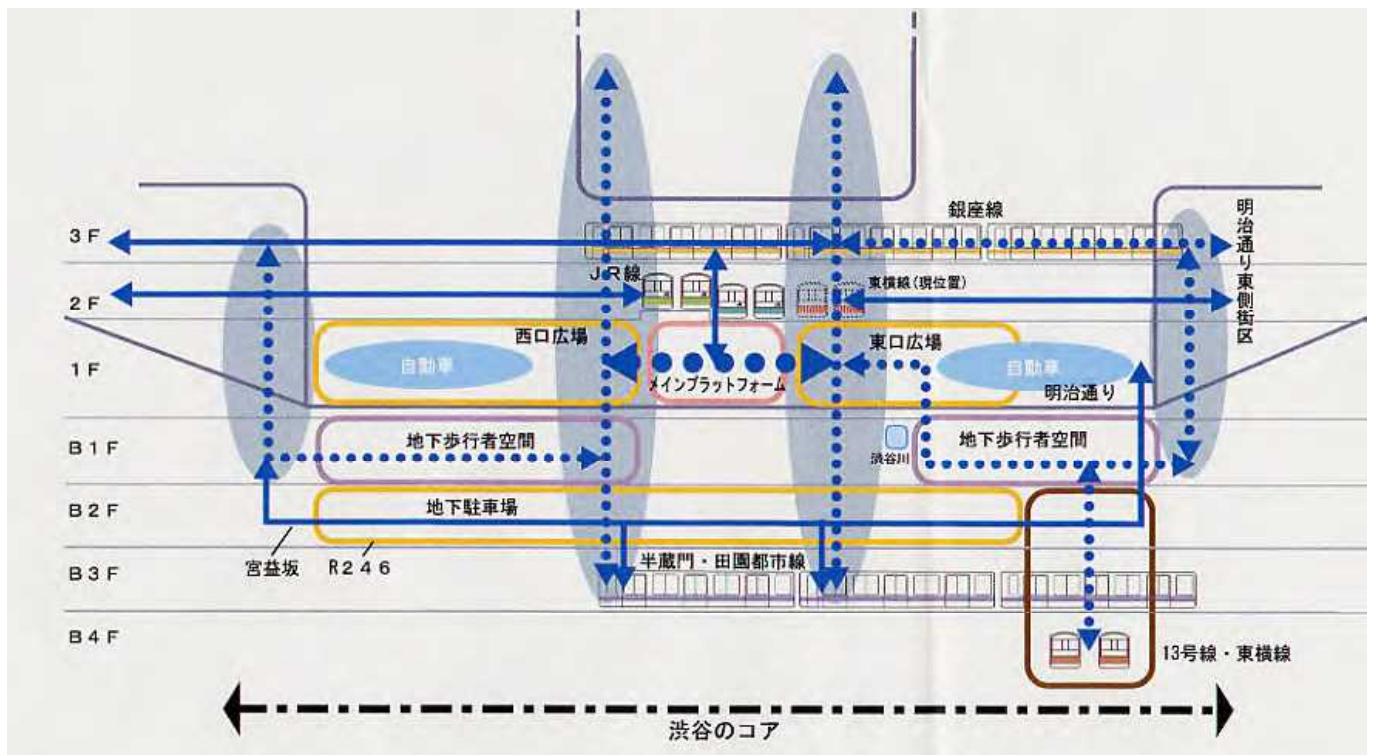 銀座線
明治通り東側街区
3F
JR線
2F
東横線(現位置)
西口広場
東口広場
1F
自動車
自動車
メインプラットフォーム
明治通り
B1F
地下歩行者空間
渋谷川
地下歩行者空間
B2F
地下駐車場
宮益坂
R246
半蔵門・田園都市線
B3F
B4F
13号線・東横線
渋谷のコア